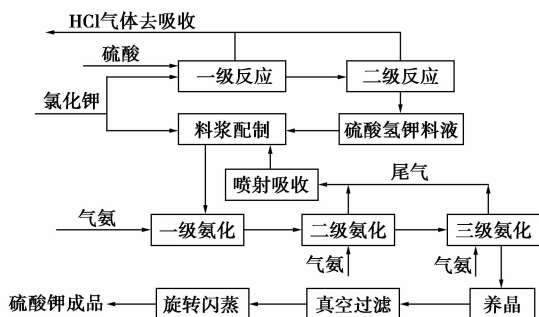 HCl气体去吸收
硫酸
一级反应
二级反应
氯化钾
料浆配制
硫酸氢钾料液
喷射吸收
尾气
气氨
一级氨化
二级氨化
三级氨化
气氨
气氨
硫酸钾成品
旋转闪蒸
真空过滤
养晶